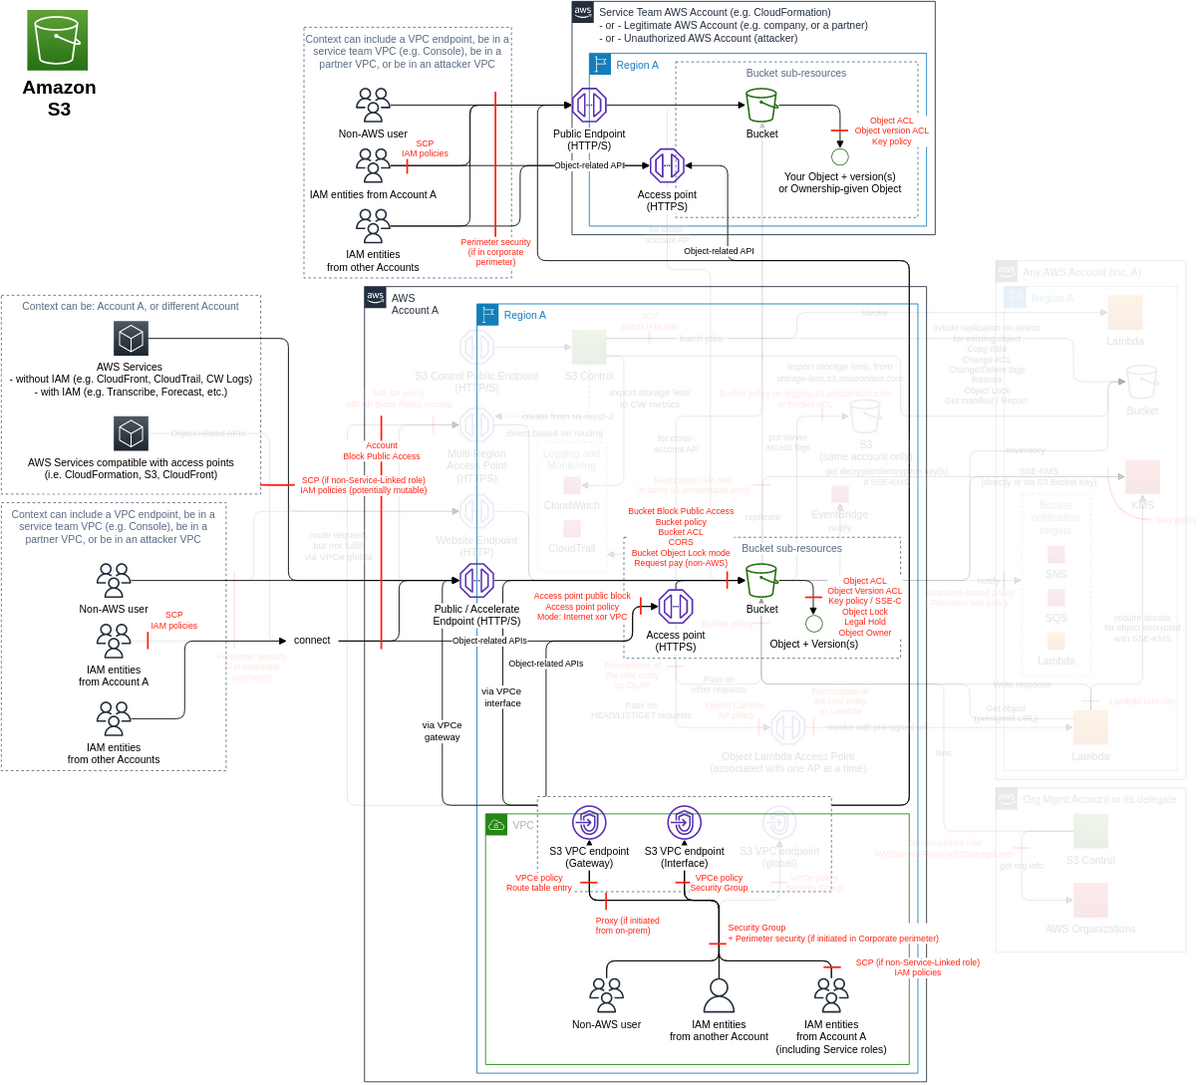 Amazon
S3
Context can include a VPC endpoint, be in a
service team VPC (e.g. Console), be in a
partner VPC, or be in an attacker VPC
Non-AWS user
SCP
IAM policies
IAM entities from Account A
IAM entities
from other Accounts
Perimeter security
(if in corporate
perimeter)
Service Team AWS Account (e.g. CloudFormation)
- or - Legitimate AWS Account (e.g. company, or a partner)
- or - Unauthorized AWS Account (attacker)
aws
Region A
Bucket sub-resources
Public Endpoint
(HTTP/S)
Bucket
Object ACL
Object version ACL
Key policy
Object-related API
Access point
(HTTPS)
Your Object + version(s)
or Ownership-given Object
for cross-
account AP
Object-related API
Context can be: Account A, or different Account
AWS Services
- without IAM (e.g. CloudFront, CloudTrail, CW Logs)
- with IAM (e.g. Transcribe, Forecast, etc.)
Object-related APIs
AWS Services compatible with access points
(i.e. CloudFormation, S3, CloudFront)
Context can include a VPC endpoint, be in a
service team VPC (e.g. Console), be in a
partner VPC, or be in an attacker VPC
Non-AWS user
SCP
IAM policies
IAM entities
from Account A
IAM entities
from other Accounts
Perimeter security
(if in corporate
perimeter)
connect
Account
Block Public Access
SCP (if non-Service-Linked role)
IAM policies (potentially mutable)
route request
but not fulfill
via VPCe global
aws
AWS
Account A
Region A
S3 Control Public Endpoint
(HTTP/S)
S3 Control
SCP
Batch IAM role
batch jobs
invoke
export storage lens
to CW metrics
export storage lens, from
storage-lens.s3.amazonaws.com
MR AP policy
MR AP Block Public Access
create from us-west-2
direct based on routing
Multi-Region
Access Point
(HTTPS)
Logging and
Monitoring
CloudWatch
CloudTrail
Website Endpoint
(HTTP)
for cross-
account AP
Bucket policy on logging.s3.amazonaws.com
or bucket ACL
put server
access logs
S3
(same account only)
get decryption/encryption key(s)
if SSE-KMS
Replication IAM role
replicate
Eventbridge
notify
Bucket Block Public Access
Bucket policy
Bucket ACL
CORS
Bucket Object Lock mode
Request pay (non-AWS)
Bucket sub-resources
Public / Accelerate
Endpoint (HTTP/S)
Access point public block
Access point policy
Mode: Internet xor VPC
Access point
(HTTPS)
Bucket
Bucket policy
Object ACL
Object Version ACL
Key policy / SSE-C
Object Lock
Legal Hold
Object Owner
Object + Version(s)
Object-related APIs
Object-related APIs
via VPCe
interface
via VPCe
gateway
Permissions of
the IAM entity
on OLAP
Pass on
other requests
Pass on
HEAD/LIST/GET requests
Object Lambda
AP policy
Permissions of
the IAM entity
on Lambda
invoke with pre-signed url
Object Lambda Access Point
(associated with one AP at a time)
Write response
Get object
(presigned URL)
lens
aws
Any AWS Account (inc. A)
Region A
Lambda
Initiate replication on source
for existing object
Copy data
Change ACL
Change/Delete tags
Restore
Object Lock
Get manifest / Report
Bucket
inventory
SSE-KMS
(directly or via S3 Bucket Key)
KMS
Key policy
Bucket
notification
targets
SNS
SQS
Lambda
notify
Resource-based policy
Resource key policy
require access
for object encrypted
with SSE-KMS
Lambda IAM role
Lambda
aws
Org Mgmt Account or its delegate
S3 Control
Service-Linked role
get org info
AWS Organizations
VPC
S3 VPC endpoint
(Gateway)
S3 VPC endpoint
(Interface)
S3 VPC endpoint
(global)
VPCe policy
Route table entry
VPCe policy
Security Group
VPCe policy
Security Group
Proxy (if initiated
from on-prem)
Security Group
+ Perimeter security (if initiated in Corporate perimeter)
SCP (if non-Service-Linked role)
IAM policies
Non-AWS user
IAM entities
from another Account
IAM entities
from Account A
(including Service roles)